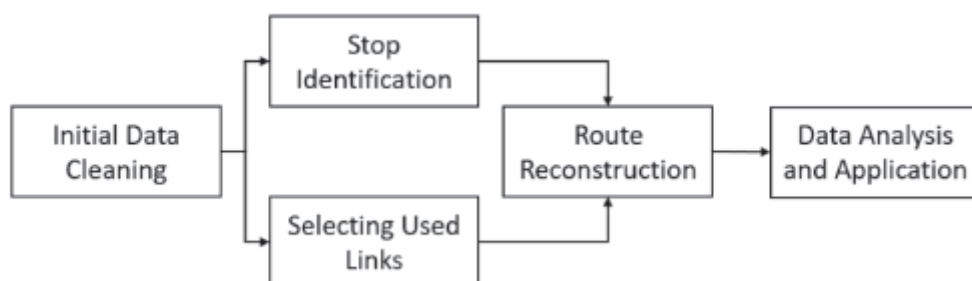 Initial Data
Cleaning
Stop
Identification
Selecting Used
Links
Route
Reconstruction
Data Analysis
and Application